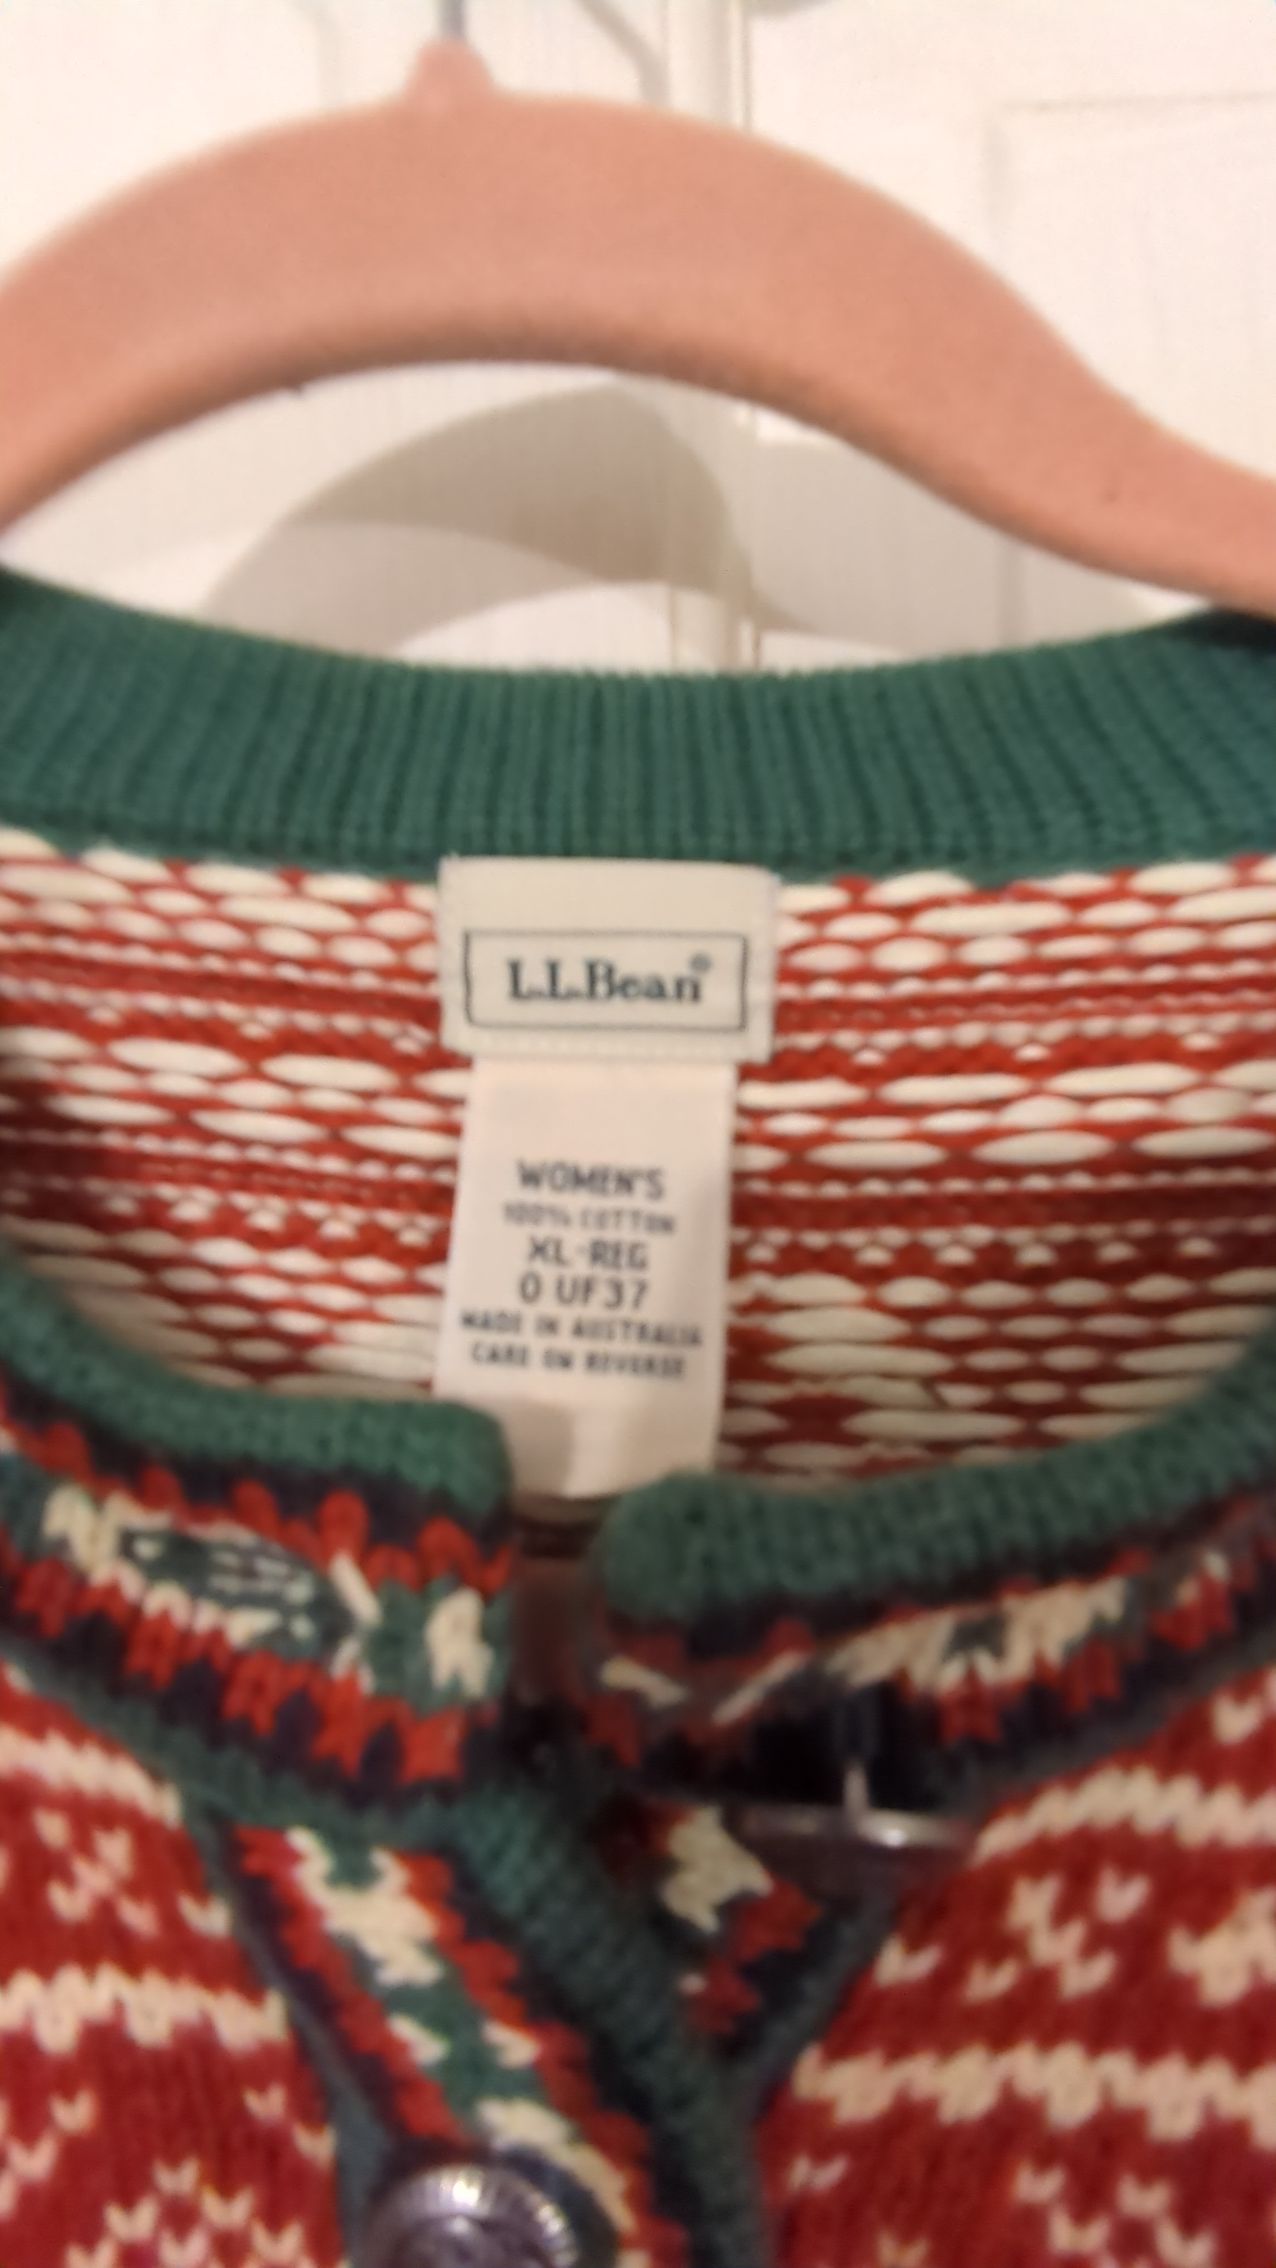 L.L.Bean®
WOMEN'S
100% COTTON
XL-REG
0 UF37
MADE IN AUSTRALIA
CARE ON REVERSE